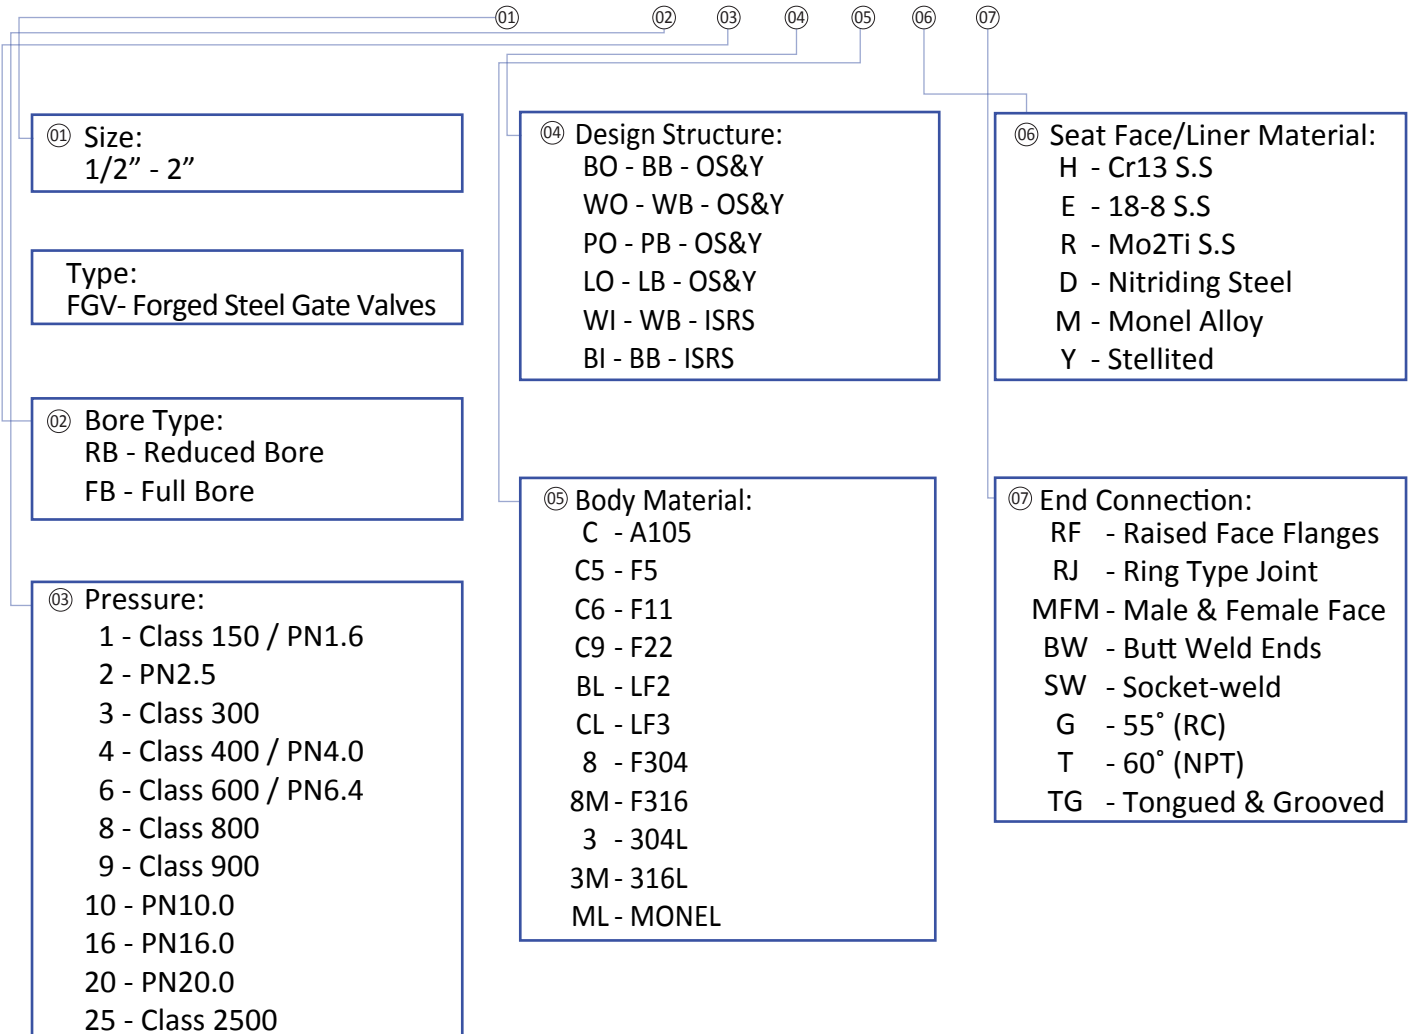 01 02 03 04 05 06 07
01 Size:
1/2” - 2”
Type:
FGV- Forged Steel Gate Valves
02 Bore Type:
RB - Reduced Bore
FB - Full Bore
03 Pressure:
1 - Class 150 / PN1.6
2 - PN2.5
3 - Class 300
4 - Class 400 / PN4.0
6 - Class 600 / PN6.4
8 - Class 800
9 - Class 900
10 - PN10.0
16 - PN16.0
20 - PN20.0
25 - Class 2500
04 Design Structure:
BO - BB - OS&Y
WO - WB - OS&Y
PO - PB - OS&Y
LO - LB - OS&Y
WI - WB - ISRS
BI - BB - ISRS
05 Body Material:
C - A105
C5 - F5
C6 - F11
C9 - F22
BL - LF2
CL - LF3
8 - F304
8M - F316
3 - 304L
3M - 316L
ML - MONEL
06 Seat Face/Liner Material:
H - Cr13 S.S
E - 18-8 S.S
R - Mo2Ti S.S
D - Nitriding Steel
M - Monel Alloy
Y - Stellited
07 End Connection:
RF - Raised Face Flanges
RJ - Ring Type Joint
MFM - Male & Female Face
BW - Butt Weld Ends
SW - Socket-weld
G - 55° (RC)
T - 60° (NPT)
TG - Tongued & Grooved